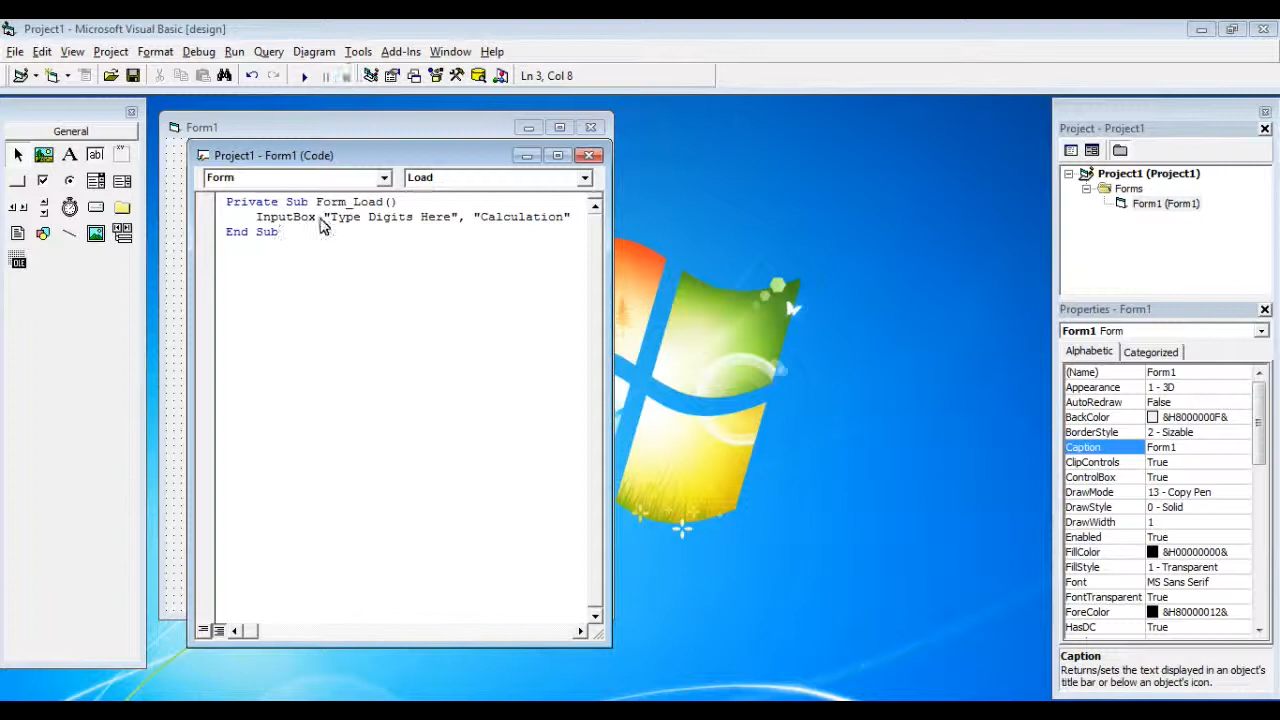 Project1 - Microsoft Visual Basic [design]
File Edit View Project Format Debug Run Query Diagram Tools Add-Ins Window Help
Ln 3, Col 8
General
ab|
xy
OLE
Form1
Project1 - Form1 (Code)
Form Load
Private Sub Form_Load()
InputBox "Type Digits Here", "Calculation"
End Sub
Project - Project1
Project1 (Project1)
Forms
Form1 (Form1)
Properties - Form1
Form1 Form
Alphabetic Categorized
(Name) Form1
Appearance 1 - 3D
AutoRedraw False
BackColor &H8000000F&
BorderStyle 2 - Sizable
Caption Form1
ClipControls True
ControlBox True
DrawMode 13 - Copy Pen
DrawStyle 0 - Solid
DrawWidth 1
Enabled True
FillColor &H00000000&
FillStyle 1 - Transparent
Font MS Sans Serif
FontTransparent True
ForeColor &H80000012&
HasDC True
Caption
Returns/sets the text displayed in an object's
title bar or below an object's icon.